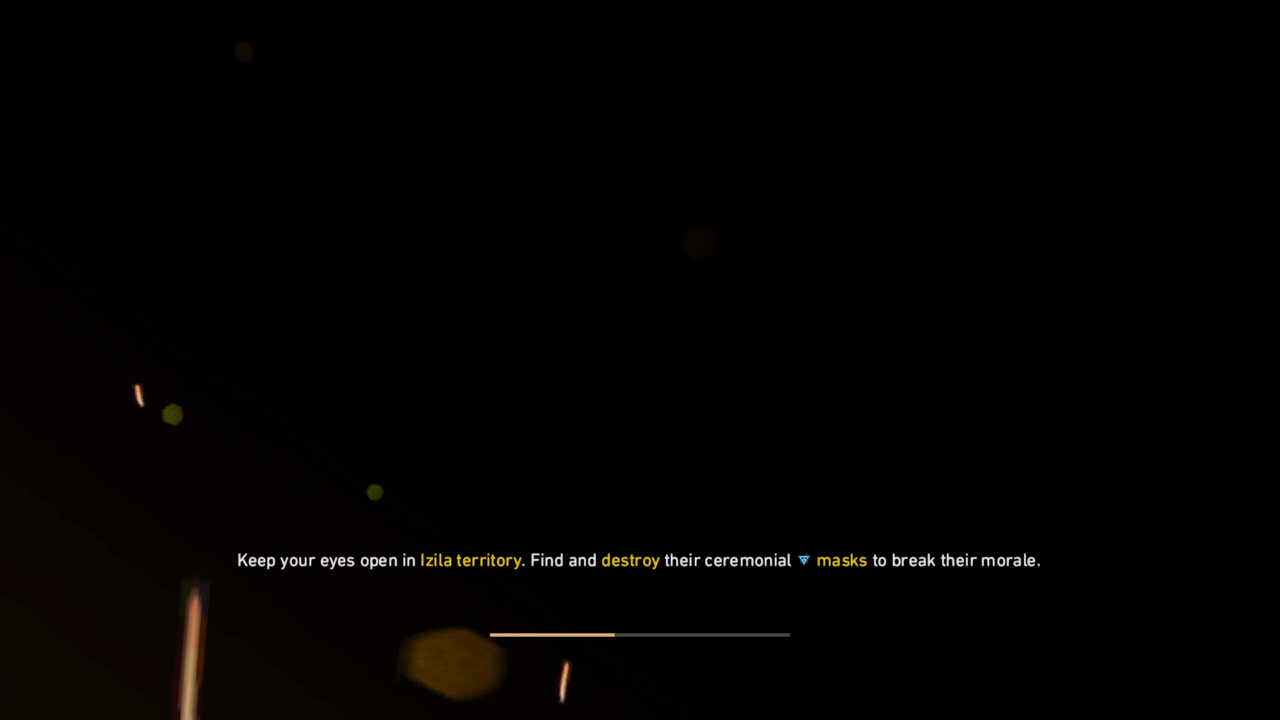 Keep your eyes open in Izila territory. Find and destroy their ceremonial masks to break their morale.